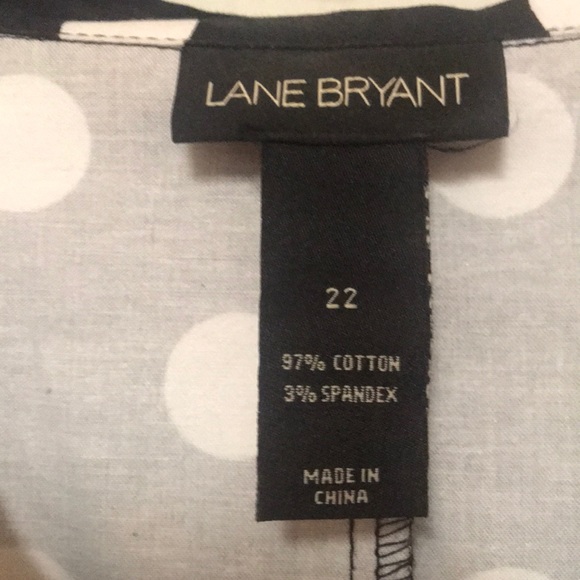 LANE BRYANT
22
97% COTTON
3% SPANDEX
MADE IN
CHINA